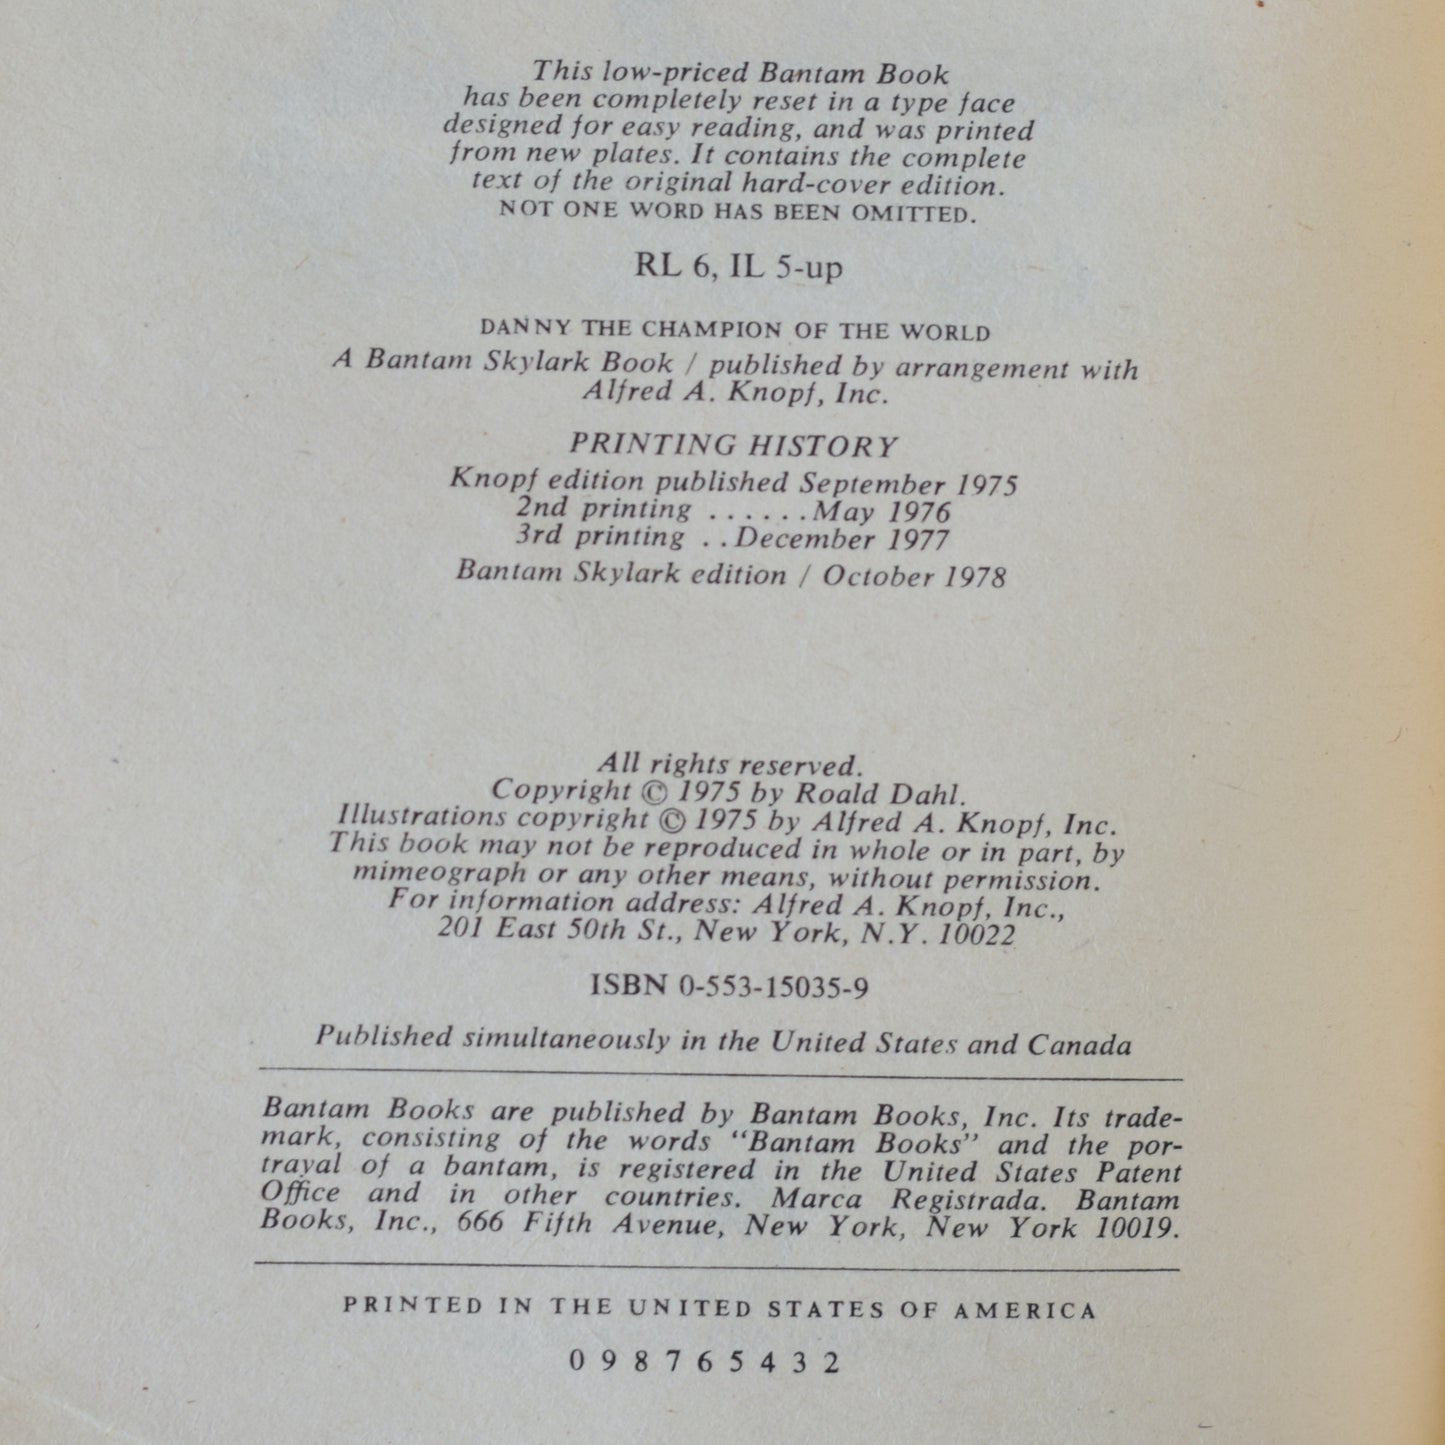 This low-priced Bantam Book
has been completely reset in a type face
designed for easy reading, and was printed
from new plates. It contains the complete
text of the original hard-cover edition.
NOT ONE WORD HAS BEEN OMITTED.
RL 6, IL 5-up
DANNY THE CHAMPION OF THE WORLD
A Bantam Skylark Book / published by arrangement with
Alfred A. Knopf, Inc.
PRINTING HISTORY
Knopf edition published September 1975
2nd printing ......May 1976
3rd printing ..December 1977
Bantam Skylark edition / October 1978
All rights reserved.
Copyright © 1975 by Roald Dahl.
Illustrations copyright © 1975 by Alfred A. Knopf, Inc.
This book may not be reproduced in whole or in part, by
mimeograph or any other means, without permission.
For information address: Alfred A. Knopf, Inc.,
201 East 50th St., New York, N.Y. 10022
ISBN 0-553-15035-9
Published simultaneously in the United States and Canada
Bantam Books are published by Bantam Books, Inc. Its trade-
mark, consisting of the words "Bantam Books" and the por-
trayal of a bantam, is registered in the United States Patent
Office and in other countries. Marca Registrada. Bantam
Books, Inc., 666 Fifth Avenue, New York, New York 10019.
PRINTED IN THE UNITED STATES OF AMERICA
0 9 8 7 6 5 4 3 2